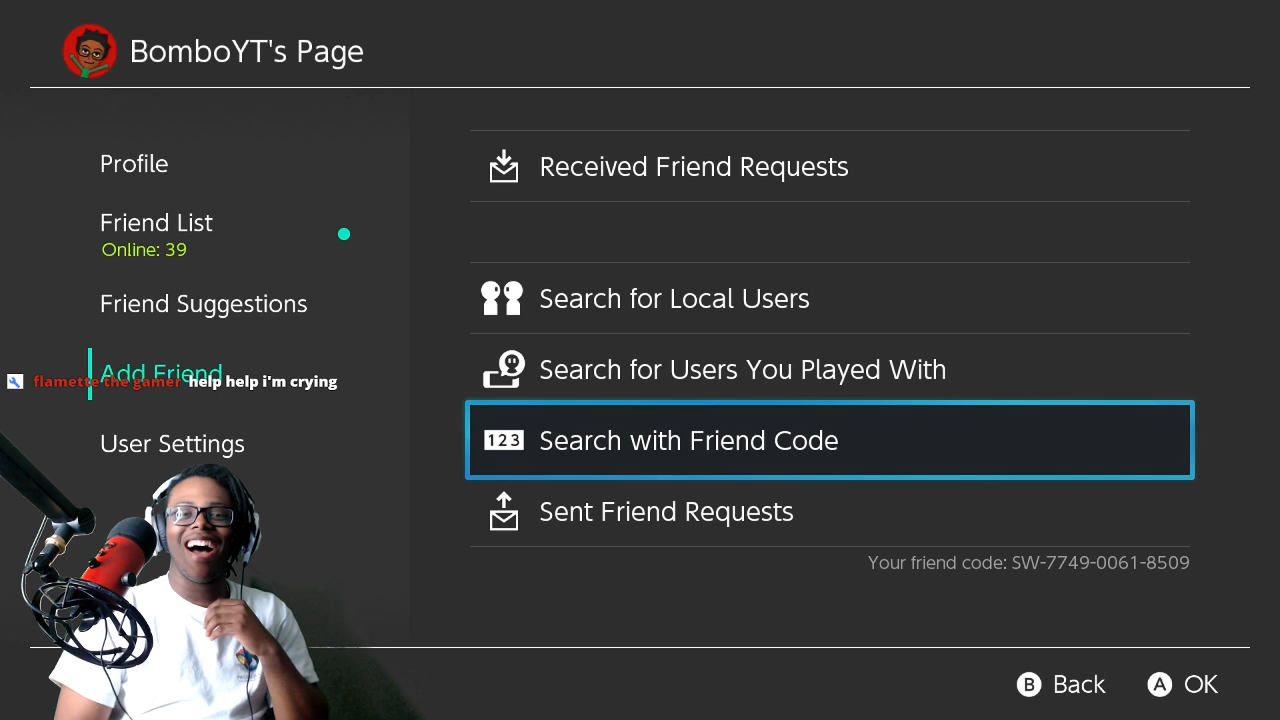 BomboYT's Page
Profile
Friend List
Online: 39
Friend Suggestions
Add Friend
flamette the gamer help help i'm crying
User Settings
Received Friend Requests
Search for Local Users
Search for Users You Played With
123 Search with Friend Code
Sent Friend Requests
Your friend code: SW-7749-0061-8509
B Back A OK